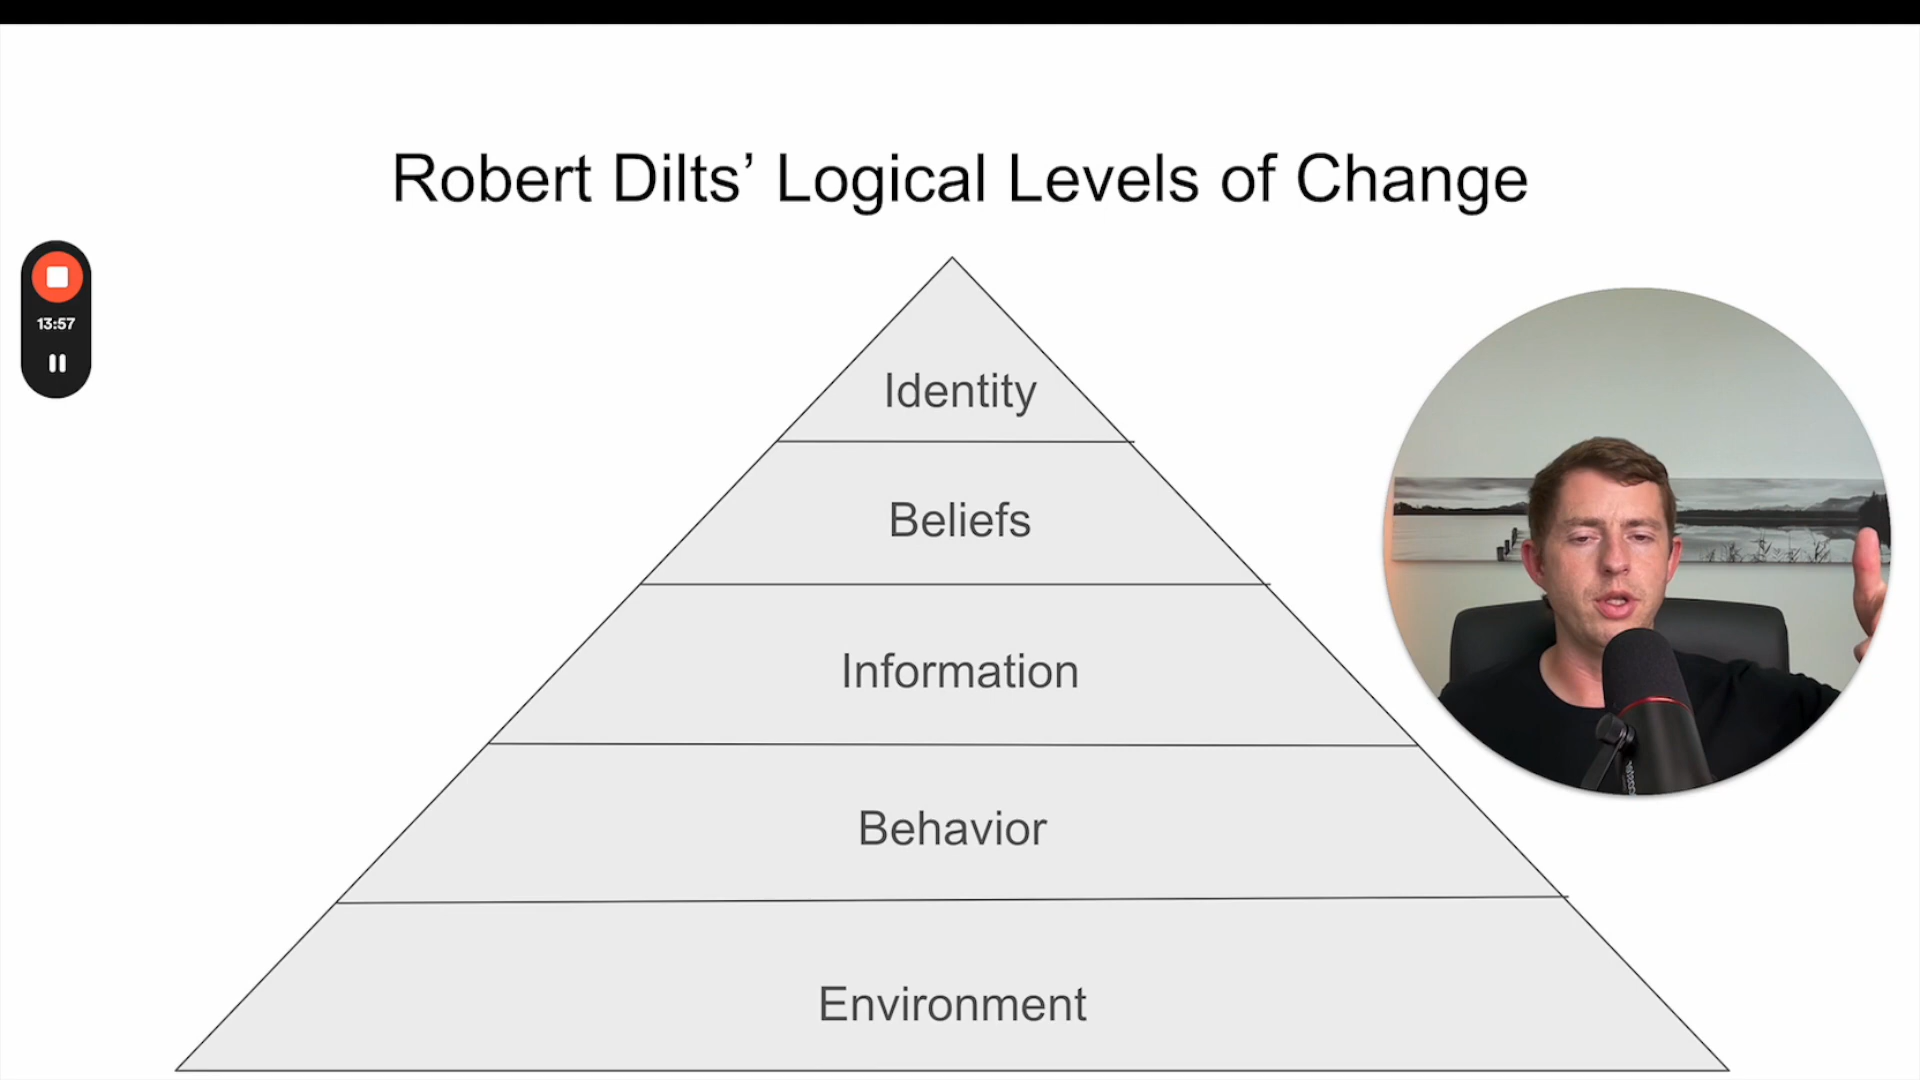 Robert Dilts’ Logical Levels of Change
13:57
Identity
Beliefs
Information
Behavior
Environment